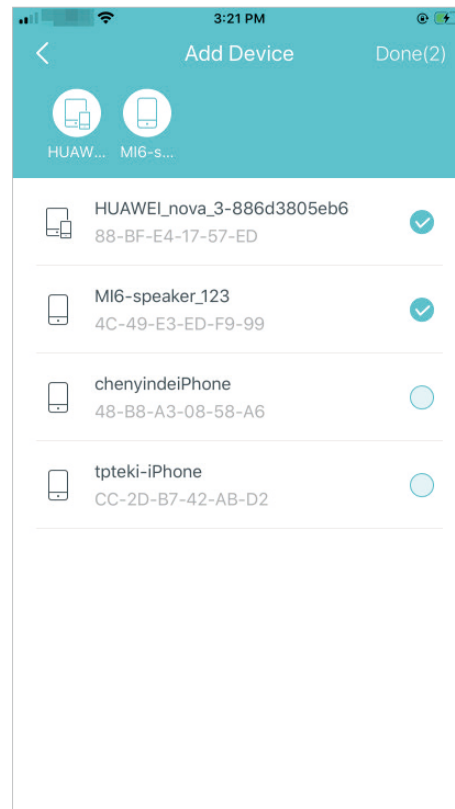 3:21 PM
Add Device
Done(2)
HUAW... MI6-s...
HUAWEI_nova_3-886d3805eb6
88-BF-E4-17-57-ED
MI6-speaker_123
4C-49-E3-ED-F9-99
chenyindeiPhone
48-B8-A3-08-58-A6
tpteki-iPhone
CC-2D-B7-42-AB-D2